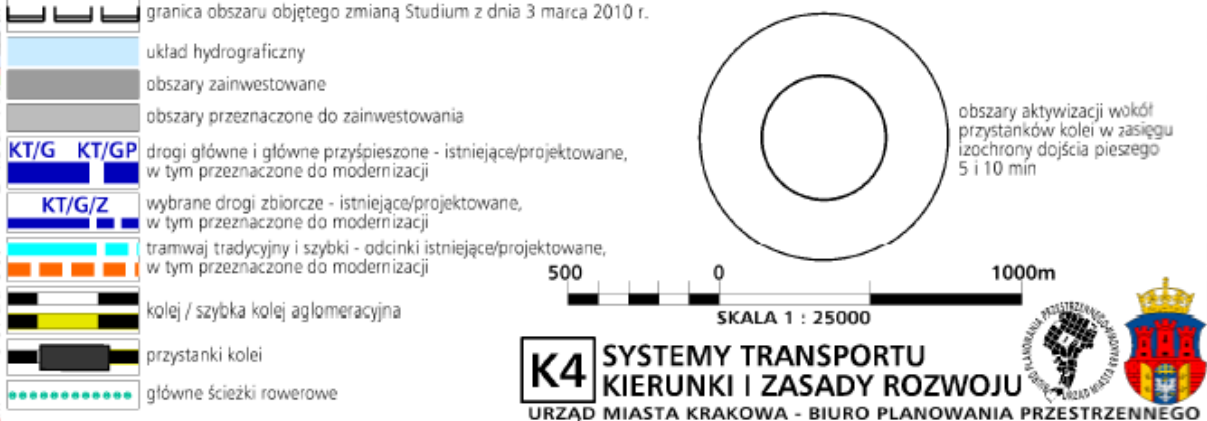 granica obszaru objętego zmianą Studium z dnia 3 marca 2010 r.
układ hydrograficzny
obszary zainwestowane
obszary przeznaczone do zainwestowania
KT/G KT/GP
drogi główne i główne przyśpieszone - istniejące/projektowane,
w tym przeznaczone do modernizacji
KT/G/Z
wybrane drogi zbiorcze - istniejące/projektowane,
w tym przeznaczone do modernizacji
tramwaj tradycyjny i szybki - odcinki istniejące/projektowane,
w tym przeznaczone do modernizacji
kolej / szybka kolej aglomeracyjna
przystanki kolei
główne ścieżki rowerowe
obszary aktywizacji wokół
przystanków kolei w zasięgu
izochrony dojścia pieszego
5 i 10 min
500 0 1000m
SKALA 1 : 25000
K4
SYSTEMY TRANSPORTU
KIERUNKI I ZASADY ROZWOJU
URZĄD MIASTA KRAKOWA - BIURO PLANOWANIA PRZESTRZENNEGO